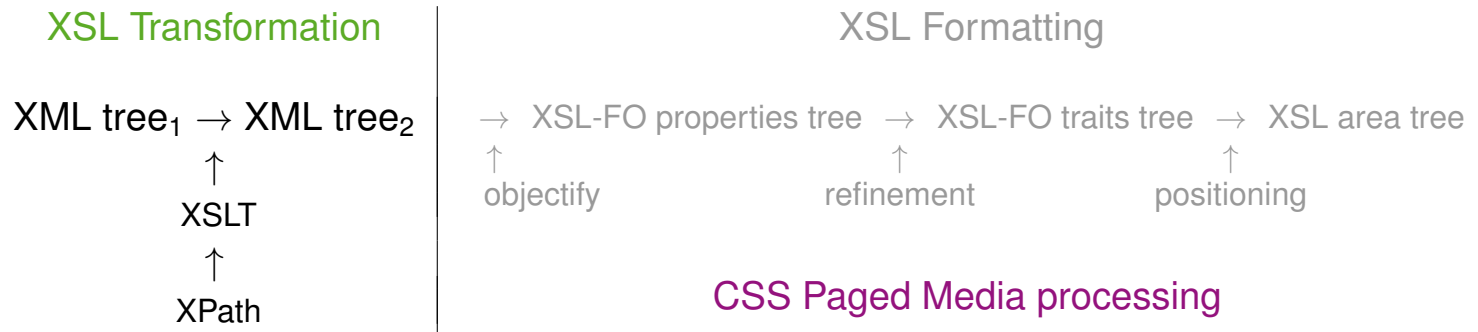 XSL Transformation
XSL Formatting
XML tree₁ → XML tree₂
→ XSL-FO properties tree → XSL-FO traits tree → XSL area tree
↑ ↑ ↑ ↑
objectify refinement positioning
XSLT
↑
XPath
CSS Paged Media processing